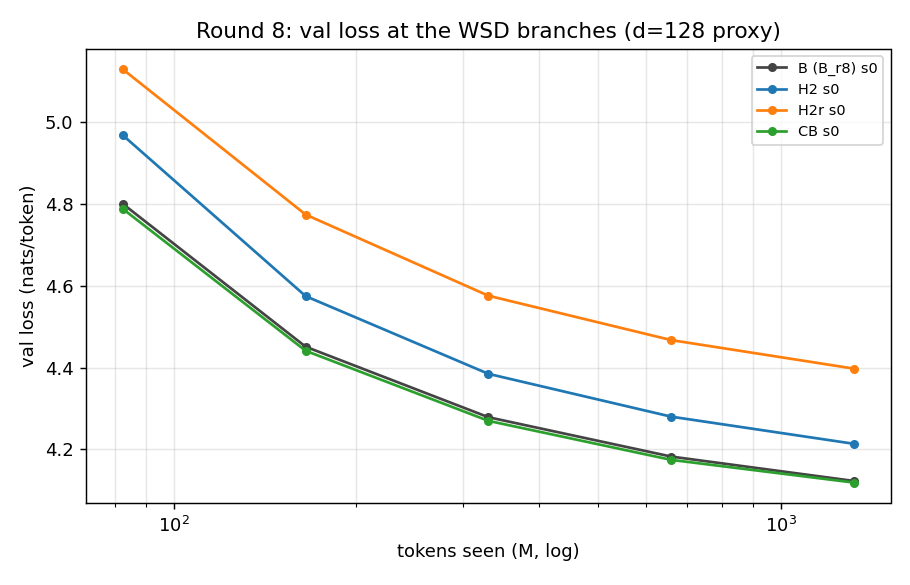 Round 8: val loss at the WSD branches (d=128 proxy)
B (B_r8) s0
H2 s0
H2r s0
CB s0
val loss (nats/token)
5.0
4.8
4.6
4.4
4.2
10²
10³
tokens seen (M, log)